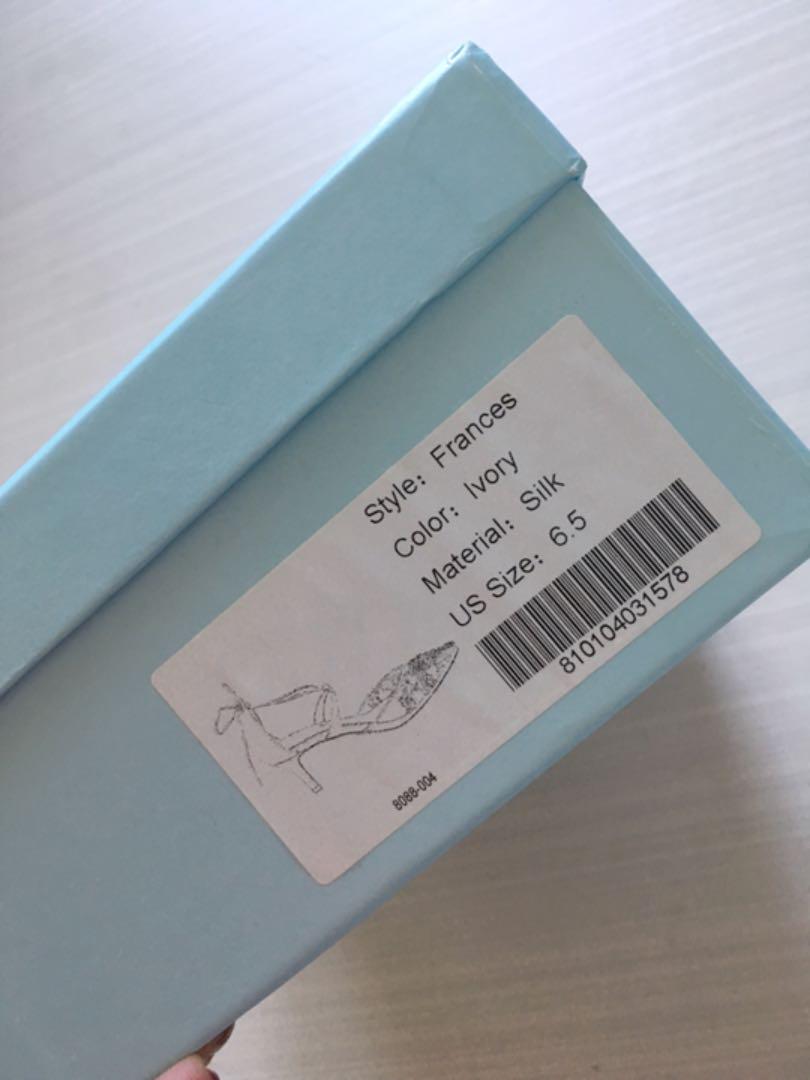 Style: Frances
Color: Ivory
Material: Silk
US Size: 6.5
810104031578
8088-004